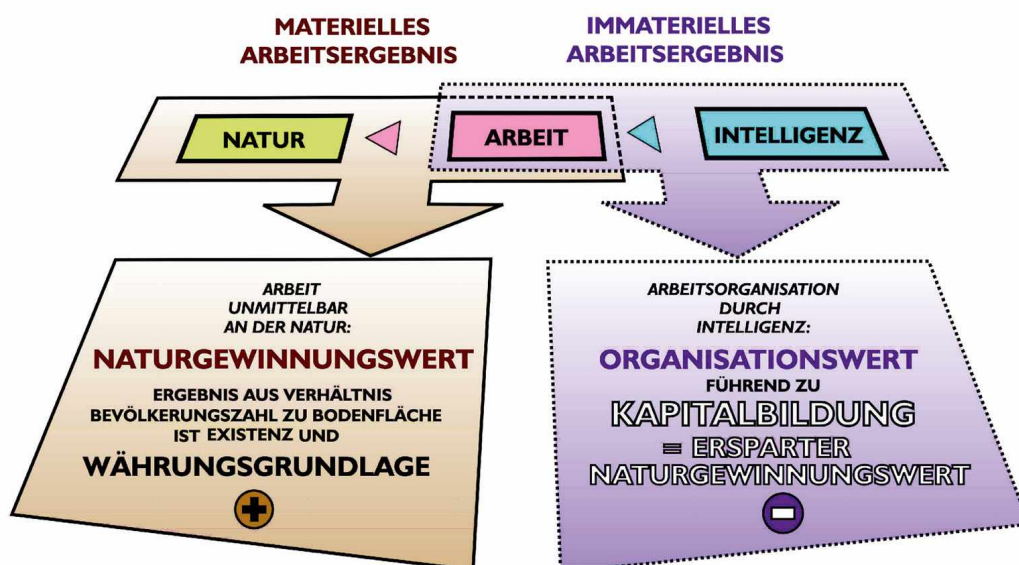 MATERIELLES
ARBEITSERGEBNIS
IMMATERIELLES
ARBEITSERGEBNIS
NATUR
ARBEIT
INTELLIGENZ
ARBEIT
UNMITTELBAR
AN DER NATUR:
NATURGEWINNUNGSWERT
ERGEBNIS AUS VERHÄLTNIS
BEVÖLKERUNGSZAHL ZU BODENFLÄCHE
IST EXISTENZ UND
WÄHRUNGSGRUNDLAGE
+
ARBEITSORGANISATION
DURCH
INTELLIGENZ:
ORGANISATIONSWERT
FÜHREND ZU
KAPITALBILDUNG
= ERSPARTER
NATURGEWINNUNGSWERT
−